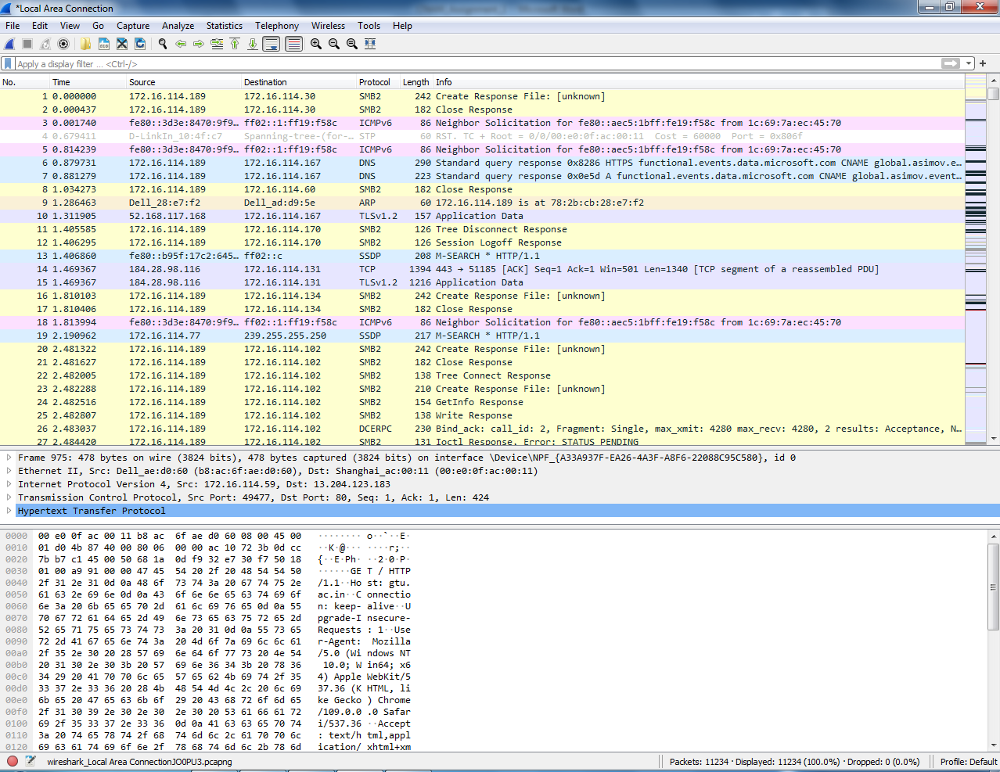 *Local Area Connection
File Edit View Go Capture Analyze Statistics Telephony Wireless Tools Help
Apply a display filter ... <Ctrl-/>
No. Time Source Destination Protocol Length Info
1 0.000000 172.16.114.189 172.16.114.30 SMB2 242 Create Response File: [unknown]
2 0.000437 172.16.114.189 172.16.114.30 SMB2 182 Close Response
3 0.001740 fe80::3d3e:8470:9f9… ff02::1:ff19:f58c ICMPv6 86 Neighbor Solicitation for fe80::aec5:1bff:fe19:f58c from 1c:69:7a:ec:45:70
4 0.679411 D-LinkIn_10:4f:c7 Spanning-tree-(for-… STP 60 RST. TC + Root = 0/0/00:e0:0f:ac:00:11 Cost = 60000 Port = 0x806f
5 0.814239 fe80::3d3e:8470:9f9… ff02::1:ff19:f58c ICMPv6 86 Neighbor Solicitation for fe80::aec5:1bff:fe19:f58c from 1c:69:7a:ec:45:70
6 0.879731 172.16.114.189 172.16.114.167 DNS 290 Standard query response 0x8286 HTTPS functional.events.data.microsoft.com CNAME global.asimov.e…
7 0.881279 172.16.114.189 172.16.114.167 DNS 223 Standard query response 0x0e5d A functional.events.data.microsoft.com CNAME global.asimov.event…
8 1.034273 172.16.114.189 172.16.114.60 SMB2 182 Close Response
9 1.286463 Dell_28:e7:f2 Dell_ad:d9:5e ARP 60 172.16.114.189 is at 78:2b:cb:28:e7:f2
10 1.311905 52.168.117.168 172.16.114.167 TLSv1.2 157 Application Data
11 1.405585 172.16.114.189 172.16.114.170 SMB2 126 Tree Disconnect Response
12 1.406295 172.16.114.189 172.16.114.170 SMB2 126 Session Logoff Response
13 1.406860 fe80::b95f:17c2:645… ff02::c SSDP 208 M-SEARCH * HTTP/1.1
14 1.469367 184.28.98.116 172.16.114.131 TCP 1394 443 → 51185 [ACK] Seq=1 Ack=1 Win=501 Len=1340 [TCP segment of a reassembled PDU]
15 1.469367 184.28.98.116 172.16.114.131 TLSv1.2 1216 Application Data
16 1.810103 172.16.114.189 172.16.114.134 SMB2 242 Create Response File: [unknown]
17 1.810406 172.16.114.189 172.16.114.134 SMB2 182 Close Response
18 1.813994 fe80::3d3e:8470:9f9… ff02::1:ff19:f58c ICMPv6 86 Neighbor Solicitation for fe80::aec5:1bff:fe19:f58c from 1c:69:7a:ec:45:70
19 2.190962 172.16.114.77 239.255.255.250 SSDP 217 M-SEARCH * HTTP/1.1
20 2.481322 172.16.114.189 172.16.114.102 SMB2 242 Create Response File: [unknown]
21 2.481627 172.16.114.189 172.16.114.102 SMB2 182 Close Response
22 2.482005 172.16.114.189 172.16.114.102 SMB2 138 Tree Connect Response
23 2.482288 172.16.114.189 172.16.114.102 SMB2 210 Create Response File: [unknown]
24 2.482516 172.16.114.189 172.16.114.102 SMB2 154 GetInfo Response
25 2.482807 172.16.114.189 172.16.114.102 SMB2 138 Write Response
26 2.483037 172.16.114.189 172.16.114.102 DCERPC 230 Bind_ack: call_id: 2, Fragment: Single, max_xmit: 4280 max_recv: 4280, 2 results: Acceptance, N…
27 2.484420 172.16.114.189 172.16.114.102 SMB2 131 Ioctl Response, Error: STATUS_PENDING
Frame 975: 478 bytes on wire (3824 bits), 478 bytes captured (3824 bits) on interface \Device\NPF_{A33A937F-EA26-4A3F-A8F6-22088C95C580}, id 0
Ethernet II, Src: Dell_ae:d0:60 (b8:ac:6f:ae:d0:60), Dst: Shanghai_ac:00:11 (00:e0:0f:ac:00:11)
Internet Protocol Version 4, Src: 172.16.114.59, Dst: 13.204.123.183
Transmission Control Protocol, Src Port: 49477, Dst Port: 80, Seq: 1, Ack: 1, Len: 424
Hypertext Transfer Protocol
0000 00 e0 0f ac 00 11 b8 ac 6f ae d0 60 08 00 45 00 ········ o··`··E·
0010 01 d0 4b 87 40 00 80 06 00 00 ac 10 72 3b 0d cc ··K·@··· ····r;··
0020 7b b7 c1 45 00 50 68 1a 0d f9 32 e7 30 f7 50 18 {··E·Ph· ··2·0·P·
0030 01 00 a9 91 00 00 47 45 54 20 2f 20 48 54 54 50 ······GE T / HTTP
0040 2f 31 2e 31 0d 0a 48 6f 73 74 3a 20 67 74 75 2e /1.1··Ho st: gtu.
0050 61 63 2e 69 6e 0d 0a 43 6f 6e 6e 65 63 74 69 6f ac.in··C onnectio
0060 6e 3a 20 6b 65 65 70 2d 61 6c 69 76 65 0d 0a 55 n: keep- alive··U
0070 70 67 72 61 64 65 2d 49 6e 73 65 63 75 72 65 2d pgrade-I nsecure-
0080 52 65 71 75 65 73 74 73 3a 20 31 0d 0a 55 73 65 Requests : 1··Use
0090 72 2d 41 67 65 6e 74 3a 20 4d 6f 7a 69 6c 6c 61 r-Agent: Mozilla
00a0 2f 35 2e 30 20 28 57 69 6e 64 6f 77 73 20 4e 54 /5.0 (Wi ndows NT
00b0 20 31 30 2e 30 3b 20 57 69 6e 36 34 3b 20 78 36 10.0; W in64; x6
00c0 34 29 20 41 70 70 6c 65 57 65 62 4b 69 74 2f 35 4) Apple WebKit/5
00d0 33 37 2e 33 36 20 28 4b 48 54 4d 4c 2c 20 6c 69 37.36 (K HTML, li
00e0 6b 65 20 47 65 63 6b 6f 29 20 43 68 72 6f 6d 65 ke Gecko ) Chrome
00f0 2f 31 30 39 2e 30 2e 30 2e 30 20 53 61 66 61 72 /109.0.0 .0 Safar
0100 69 2f 35 33 37 2e 33 36 0d 0a 41 63 63 65 70 74 i/537.36 ··Accept
0110 3a 20 74 65 78 74 2f 68 74 6d 6c 2c 61 70 70 6c : text/h tml,appl
0120 69 63 61 74 69 6f 6e 2f 78 68 74 6d 6c 2b 78 6d ication/ xhtml+xm
wireshark_Local Area ConnectionJO0PU3.pcapng Packets: 11234 · Displayed: 11234 (100.0%) · Dropped: 0 (0.0%) Profile: Default